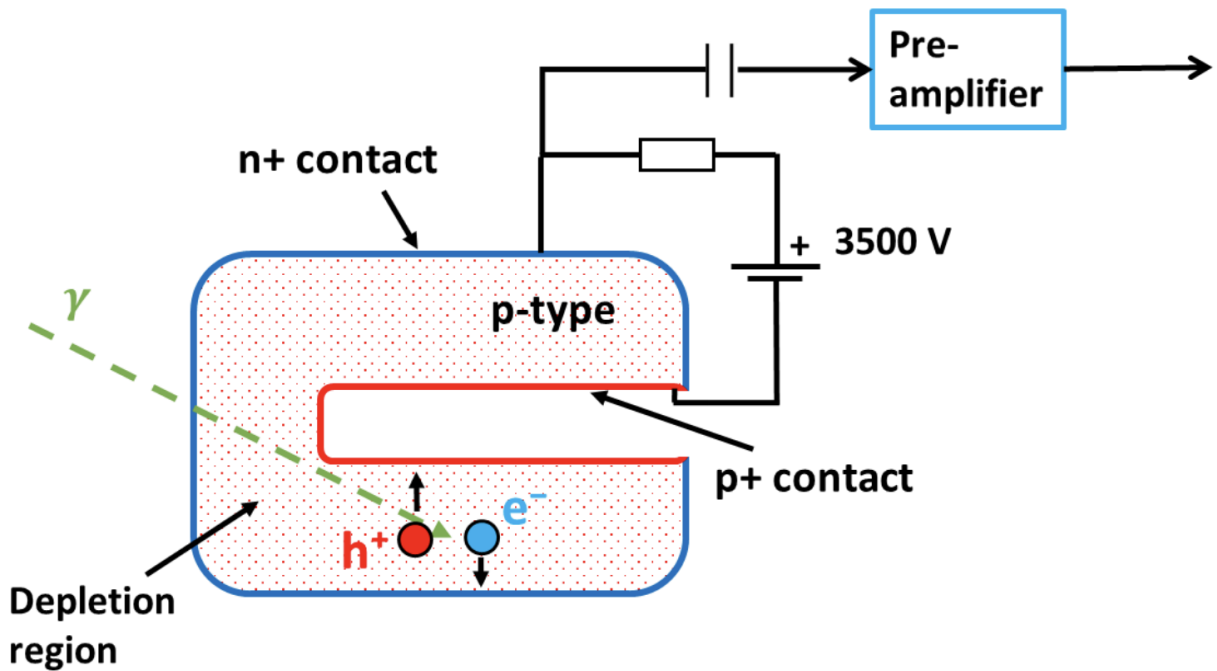 Pre-
amplifier
n+ contact
+ 3500 V
γ
p-type
p+ contact
e⁻
h⁺
Depletion
region